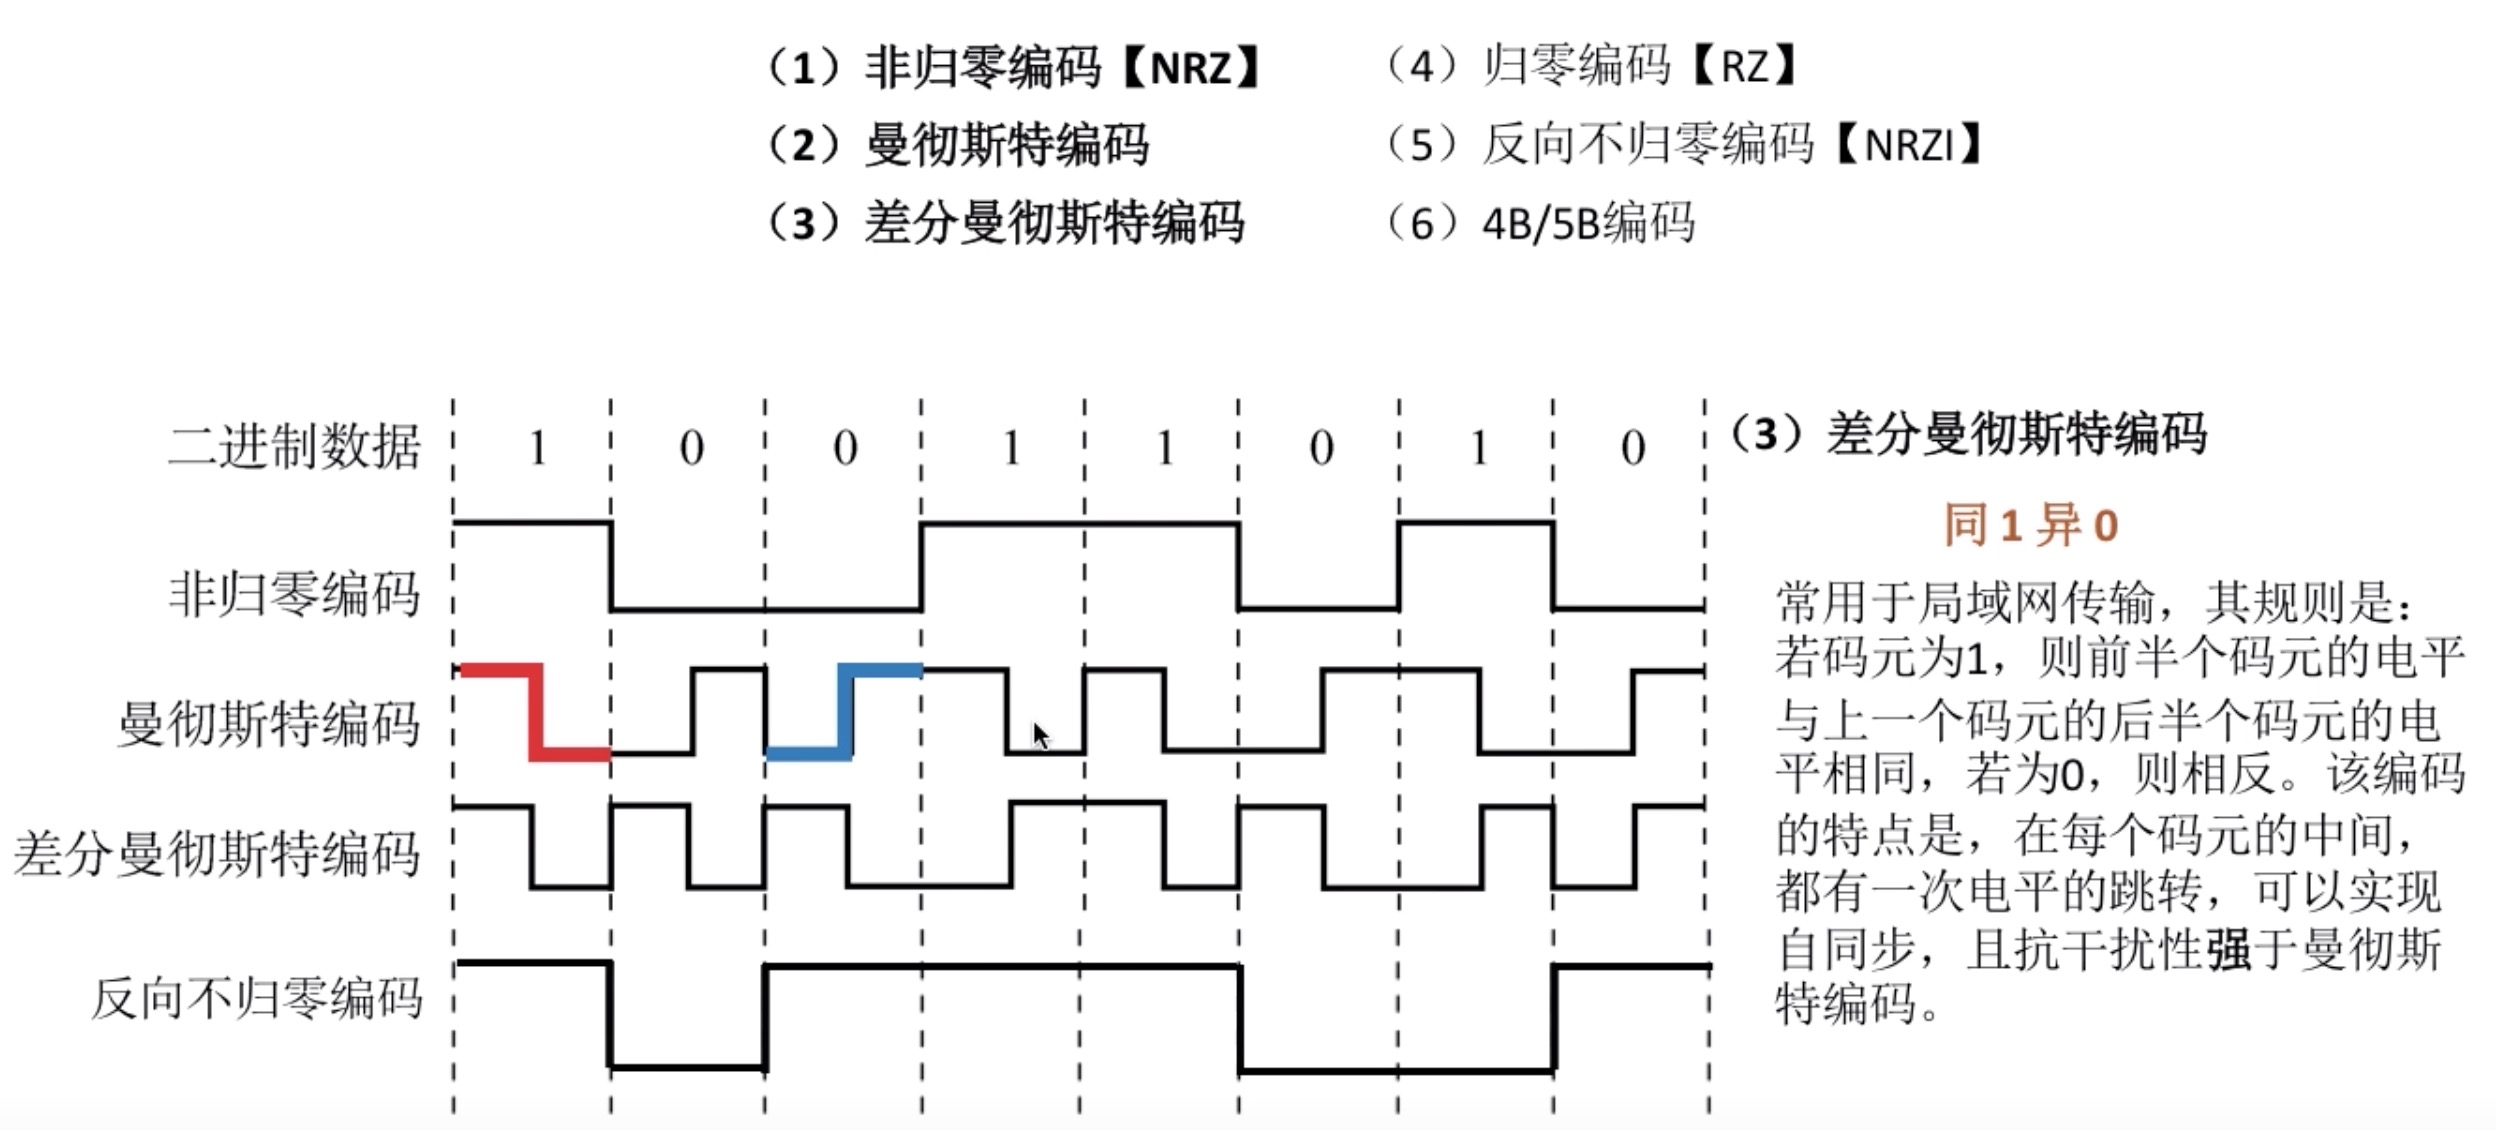 （1）非归零编码【NRZ】
（2）曼彻斯特编码
（3）差分曼彻斯特编码
（4）归零编码【RZ】
（5）反向不归零编码【NRZI】
（6）4B/5B编码
二进制数据 1 0 0 1 1 0 1 0
非归零编码
曼彻斯特编码
差分曼彻斯特编码
反向不归零编码
（3）差分曼彻斯特编码
同1异0
常用于局域网传输，其规则是：
若码元为1，则前半个码元的电平
与上一个码元的后半个码元的电
平相同，若为0，则相反。该编码
的特点是，在每个码元的中间，
都有一次电平的跳转，可以实现
自同步，且抗干扰性强于曼彻斯
特编码。